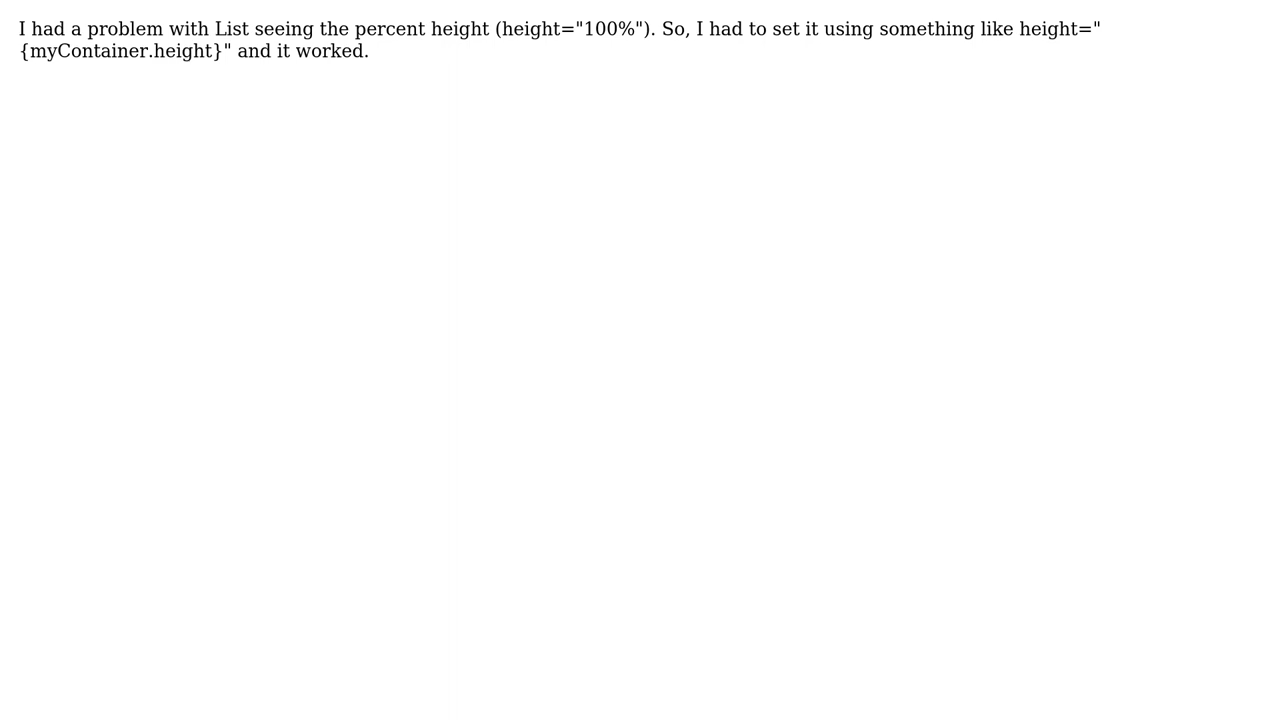 I had a problem with List seeing the percent height (height="100%"). So, I had to set it using something like height="
{myContainer.height}" and it worked.